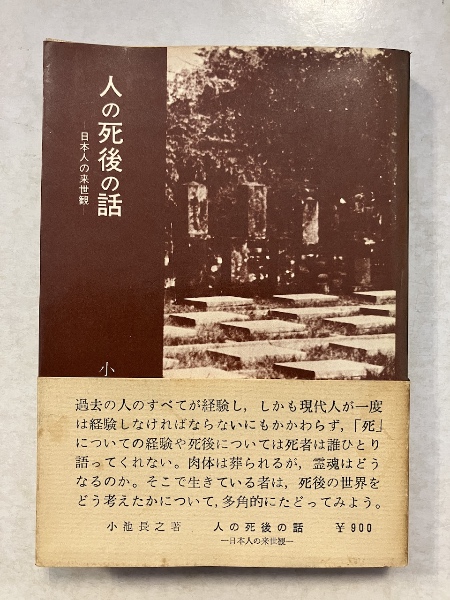 人の死後の話
―日本人の来世観―
小
過去の人のすべてが経験し，しかも現代人が一度
は経験しなければならないにもかかわらず，「死」
についての経験や死後については死者は誰ひとり
語ってくれない。肉体は葬られるが，霊魂はどう
なるのか。そこで生きている者は，死後の世界を
どう考えたかについて，多角的にたどってみよう。
小池長之著　人の死後の話　￥900
―日本人の来世観―